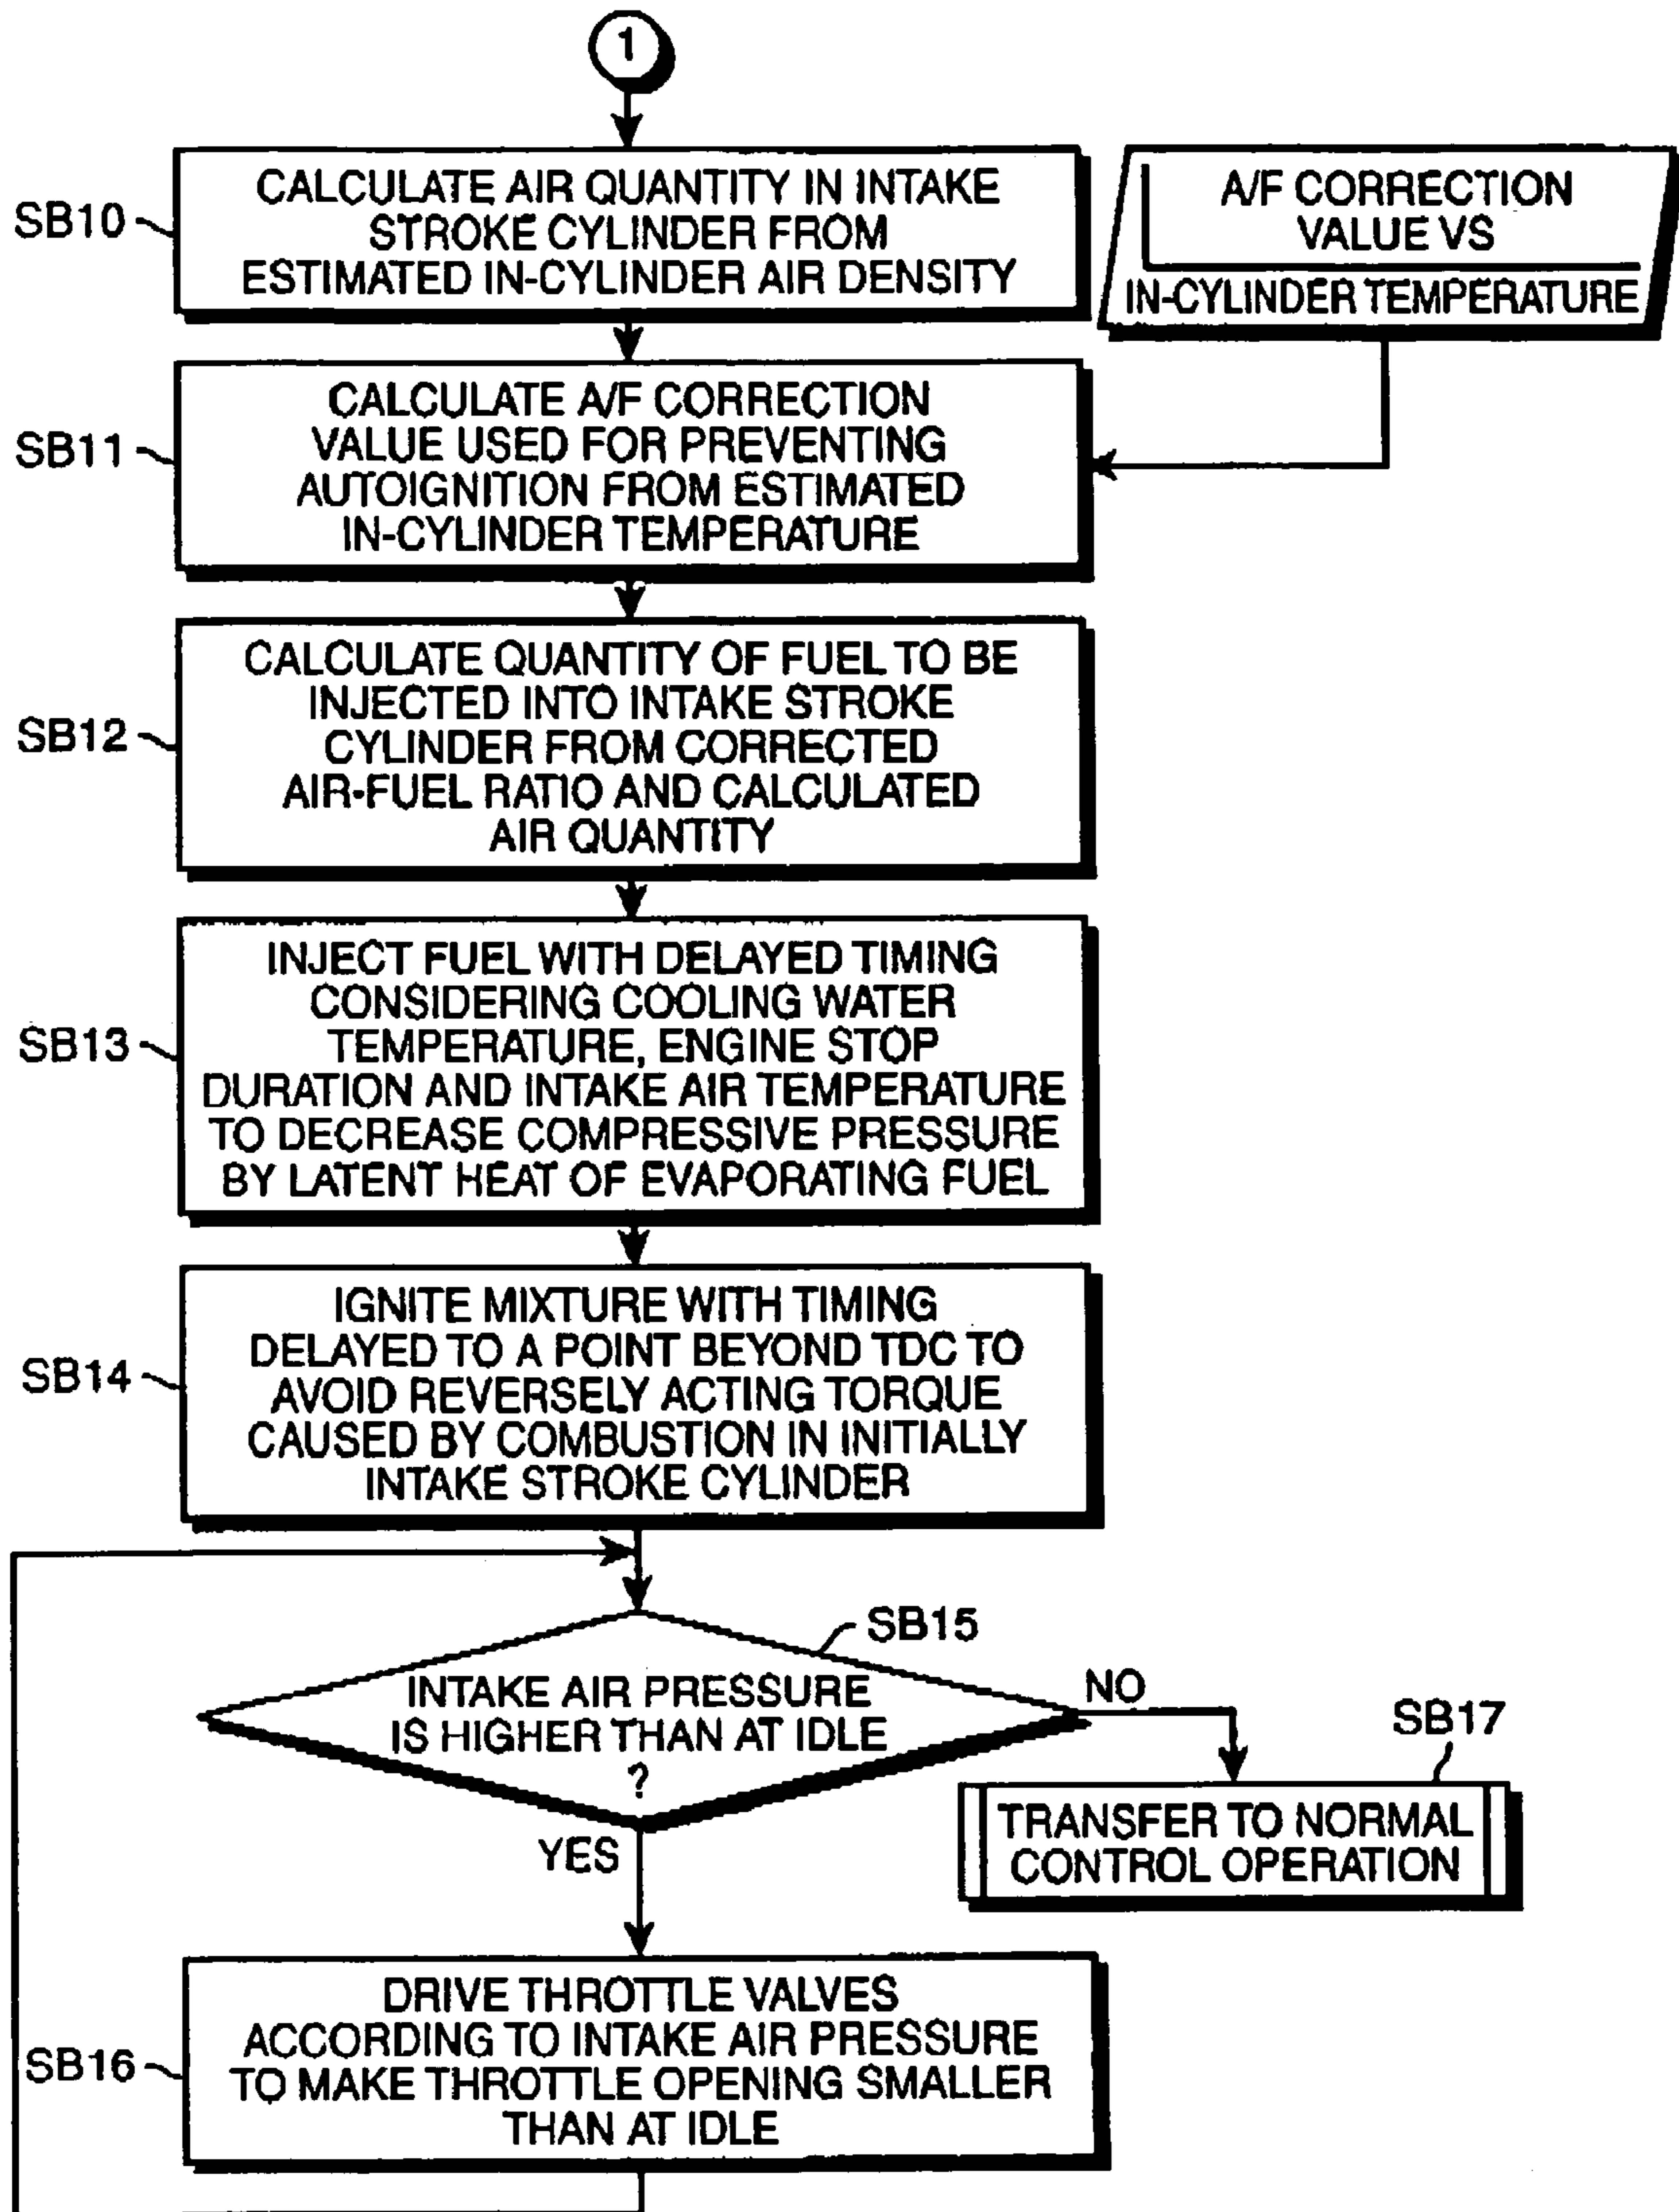 1
SB10
CALCULATE AIR QUANTITY IN INTAKE
STROKE CYLINDER FROM
ESTIMATED IN-CYLINDER AIR DENSITY
A/F CORRECTION
VALUE VS
IN-CYLINDER TEMPERATURE
SB11
CALCULATE A/F CORRECTION
VALUE USED FOR PREVENTING
AUTOIGNITION FROM ESTIMATED
IN-CYLINDER TEMPERATURE
SB12
CALCULATE QUANTITY OF FUEL TO BE
INJECTED INTO INTAKE STROKE
CYLINDER FROM CORRECTED
AIR-FUEL RATIO AND CALCULATED
AIR QUANTITY
SB13
INJECT FUEL WITH DELAYED TIMING
CONSIDERING COOLING WATER
TEMPERATURE, ENGINE STOP
DURATION AND INTAKE AIR TEMPERATURE
TO DECREASE COMPRESSIVE PRESSURE
BY LATENT HEAT OF EVAPORATING FUEL
SB14
IGNITE MIXTURE WITH TIMING
DELAYED TO A POINT BEYOND TDC TO
AVOID REVERSELY ACTING TORQUE
CAUSED BY COMBUSTION IN INITIALLY
INTAKE STROKE CYLINDER
SB15
INTAKE AIR PRESSURE
IS HIGHER THAN AT IDLE
?
NO
YES
SB17
TRANSFER TO NORMAL
CONTROL OPERATION
SB16
DRIVE THROTTLE VALVES
ACCORDING TO INTAKE AIR PRESSURE
TO MAKE THROTTLE OPENING SMALLER
THAN AT IDLE